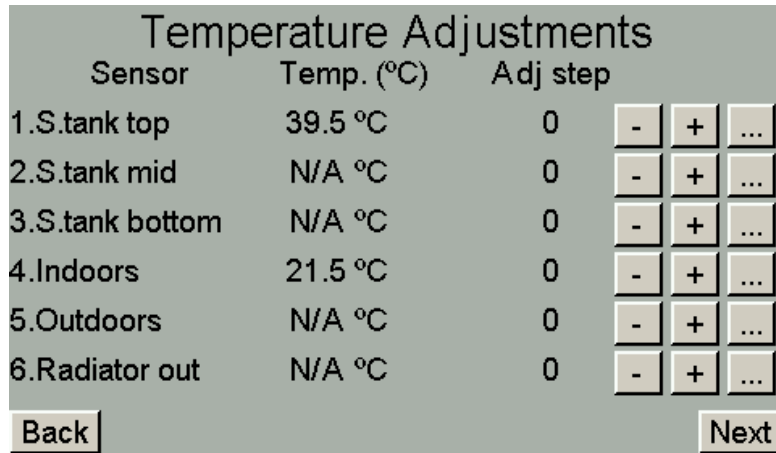 Temperature Adjustments
Sensor Temp. (ºC) Adj step
1.S.tank top 39.5 ºC 0 - + ...
2.S.tank mid N/A ºC 0 - + ...
3.S.tank bottom N/A ºC 0 - + ...
4.Indoors 21.5 ºC 0 - + ...
5.Outdoors N/A ºC 0 - + ...
6.Radiator out N/A ºC 0 - + ...
Back Next